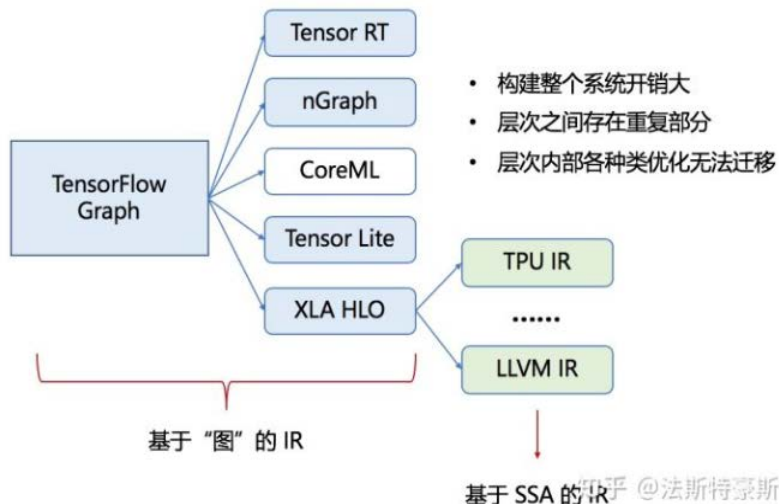 Tensor RT
nGraph
CoreML
Tensor Lite
XLA HLO
TensorFlow
Graph
• 构建整个系统开销大
• 层次之间存在重复部分
• 层次内部各种类优化无法迁移
TPU IR
······
LLVM IR
基于“图”的 IR
基于 SSA 的 IR
知乎 @法斯特豪斯